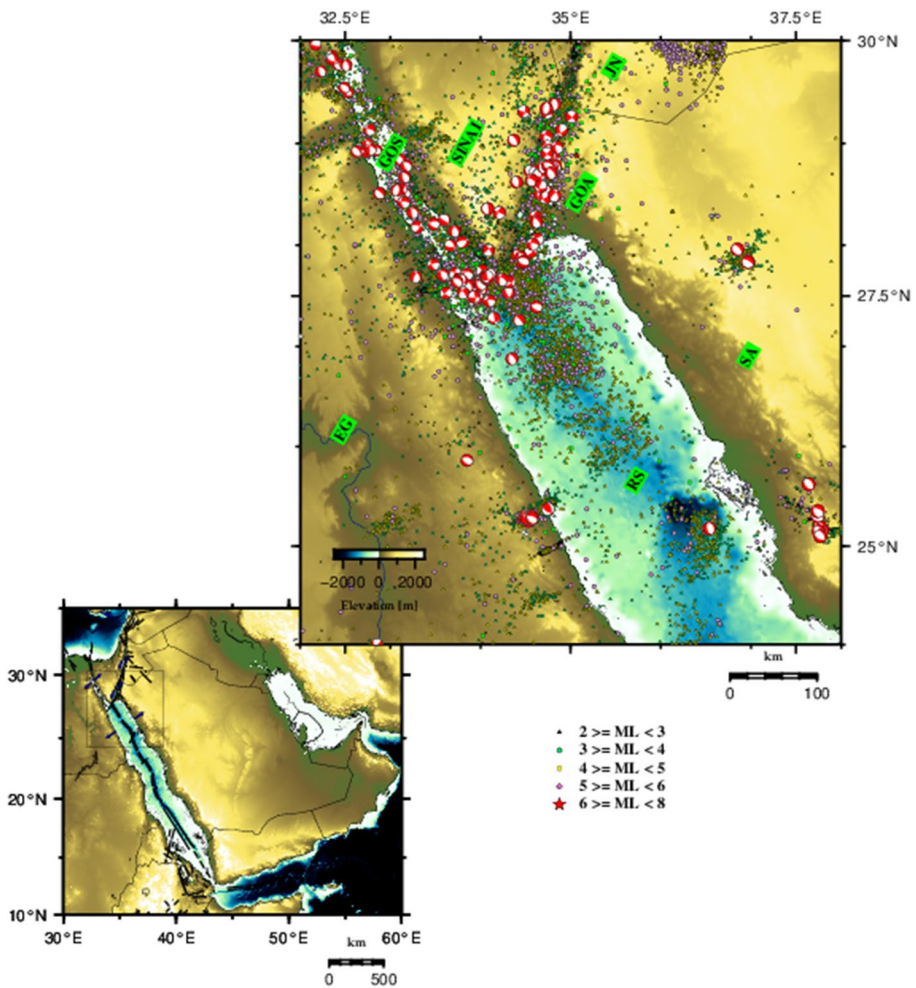 32.5°E 35°E 37.5°E
30°N
JN
GOS
SINAI
GOA
27.5°N
SA
EG
RS
25°N
−2000 0 2000
Elevation [m]
km
0 100
30°N
20°N
10°N
30°E 40°E 50°E 60°E
km
0 500
2 >= ML < 3
3 >= ML < 4
4 >= ML < 5
5 >= ML < 6
6 >= ML < 8